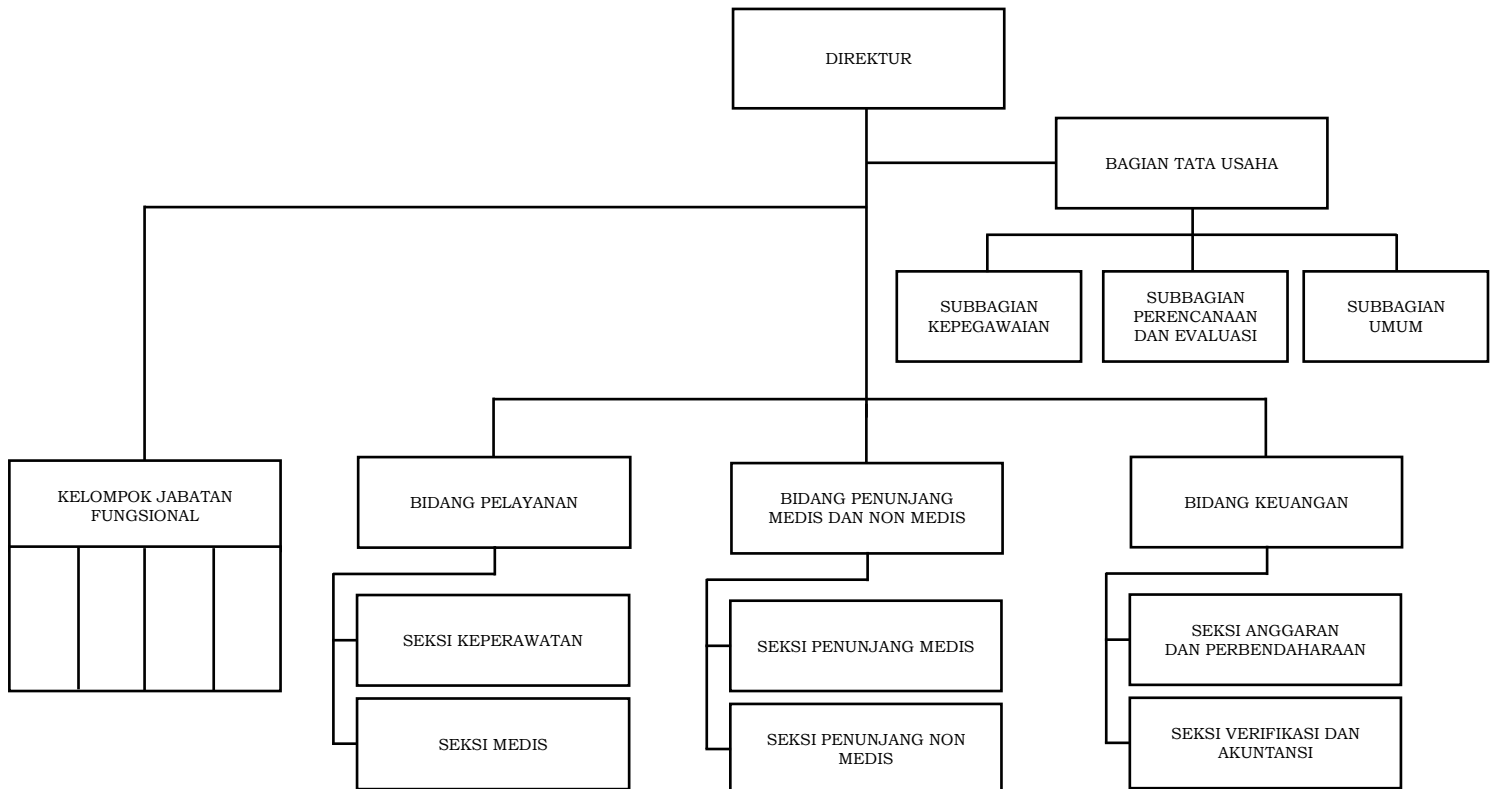 DIREKTUR
BAGIAN TATA USAHA
SUBBAGIAN
KEPEGAWAIAN
SUBBAGIAN
PERENCANAAN
DAN EVALUASI
SUBBAGIAN
UMUM
KELOMPOK JABATAN
FUNGSIONAL
BIDANG PELAYANAN
BIDANG PENUNJANG
MEDIS DAN NON MEDIS
BIDANG KEUANGAN
SEKSI KEPERAWATAN
SEKSI PENUNJANG MEDIS
SEKSI ANGGARAN
DAN PERBENDAHARAAN
SEKSI MEDIS
SEKSI PENUNJANG NON
MEDIS
SEKSI VERIFIKASI DAN
AKUNTANSI